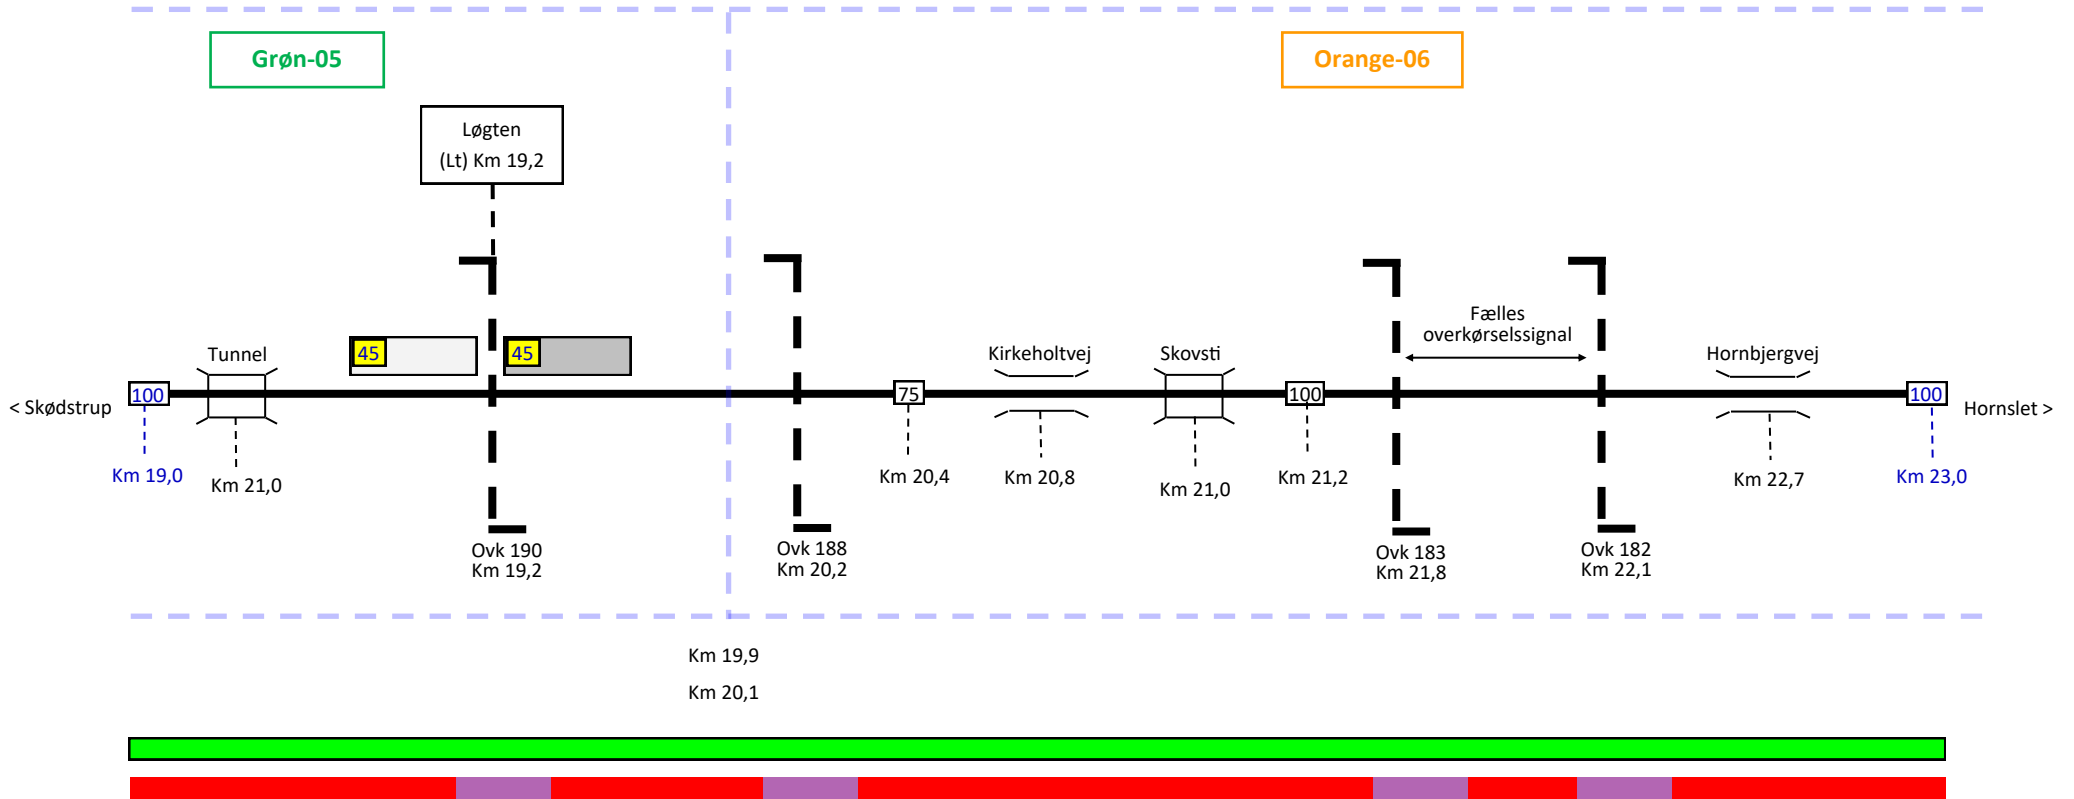 Grøn-05
Orange-06
Løgten
(Lt) Km 19,2
Fælles
overkørselssignal
45
45
Tunnel
Kirkeholtvej
Skovsti
Hornbjergvej
< Skødstrup
100
75
100
100
Hornslet >
Km 19,0
Km 21,0
Km 20,4
Km 20,8
Km 21,0
Km 21,2
Km 22,7
Km 23,0
Ovk 190
Km 19,2
Ovk 188
Km 20,2
Ovk 183
Km 21,8
Ovk 182
Km 22,1
Km 19,9
Km 20,1